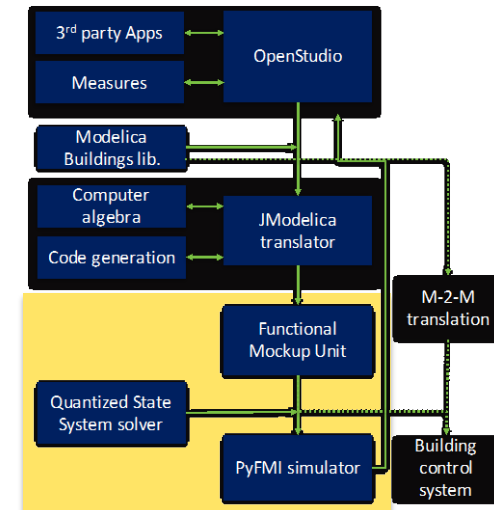 3rd party Apps
OpenStudio
Measures
Modelica
Buildings lib.
Computer
algebra
JModelica
translator
Code generation
Functional
Mockup Unit
M-2-M
translation
Quantized State
System solver
PyFMI simulator
Building
control
system